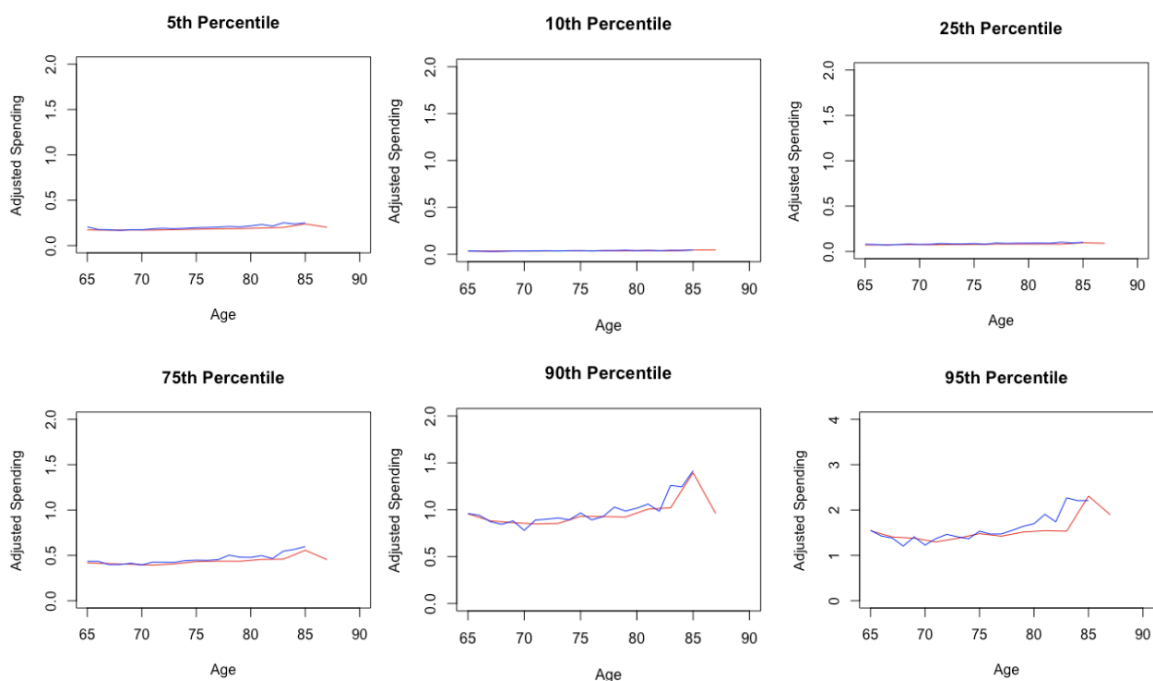 5th Percentile
Adjusted Spending
2.0
1.5
1.0
0.5
0.0
65 70 75 80 85 90
Age
10th Percentile
Adjusted Spending
2.0
1.5
1.0
0.5
0.0
65 70 75 80 85 90
Age
25th Percentile
Adjusted Spending
2.0
1.5
1.0
0.5
0.0
65 70 75 80 85 90
Age
75th Percentile
Adjusted Spending
2.0
1.5
1.0
0.5
0.0
65 70 75 80 85 90
Age
90th Percentile
Adjusted Spending
2.0
1.5
1.0
0.5
0.0
65 70 75 80 85 90
Age
95th Percentile
Adjusted Spending
4
3
2
1
0
65 70 75 80 85 90
Age